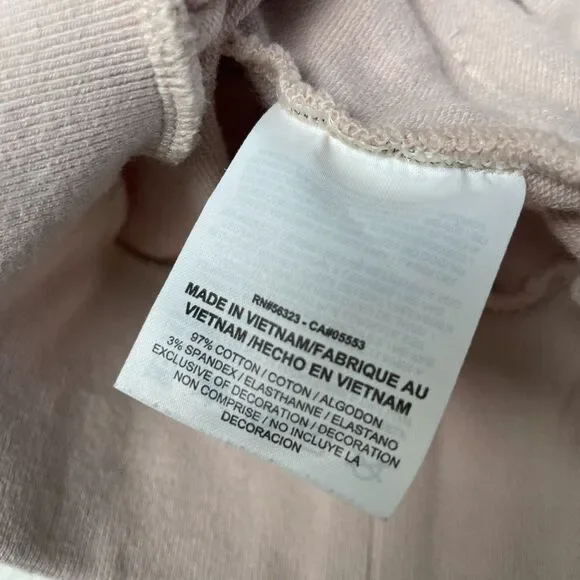 RN#56323 - CA#05553
MADE IN VIETNAM/FABRIQUE AU
VIETNAM/HECHO EN VIETNAM
97% COTTON / COTON / ALGODON
3% SPANDEX / ELASTHANNE / ELASTANO
EXCLUSIVE OF DECORATION / DECORATION
NON COMPRISE / NO INCLUYE LA
DECORACION